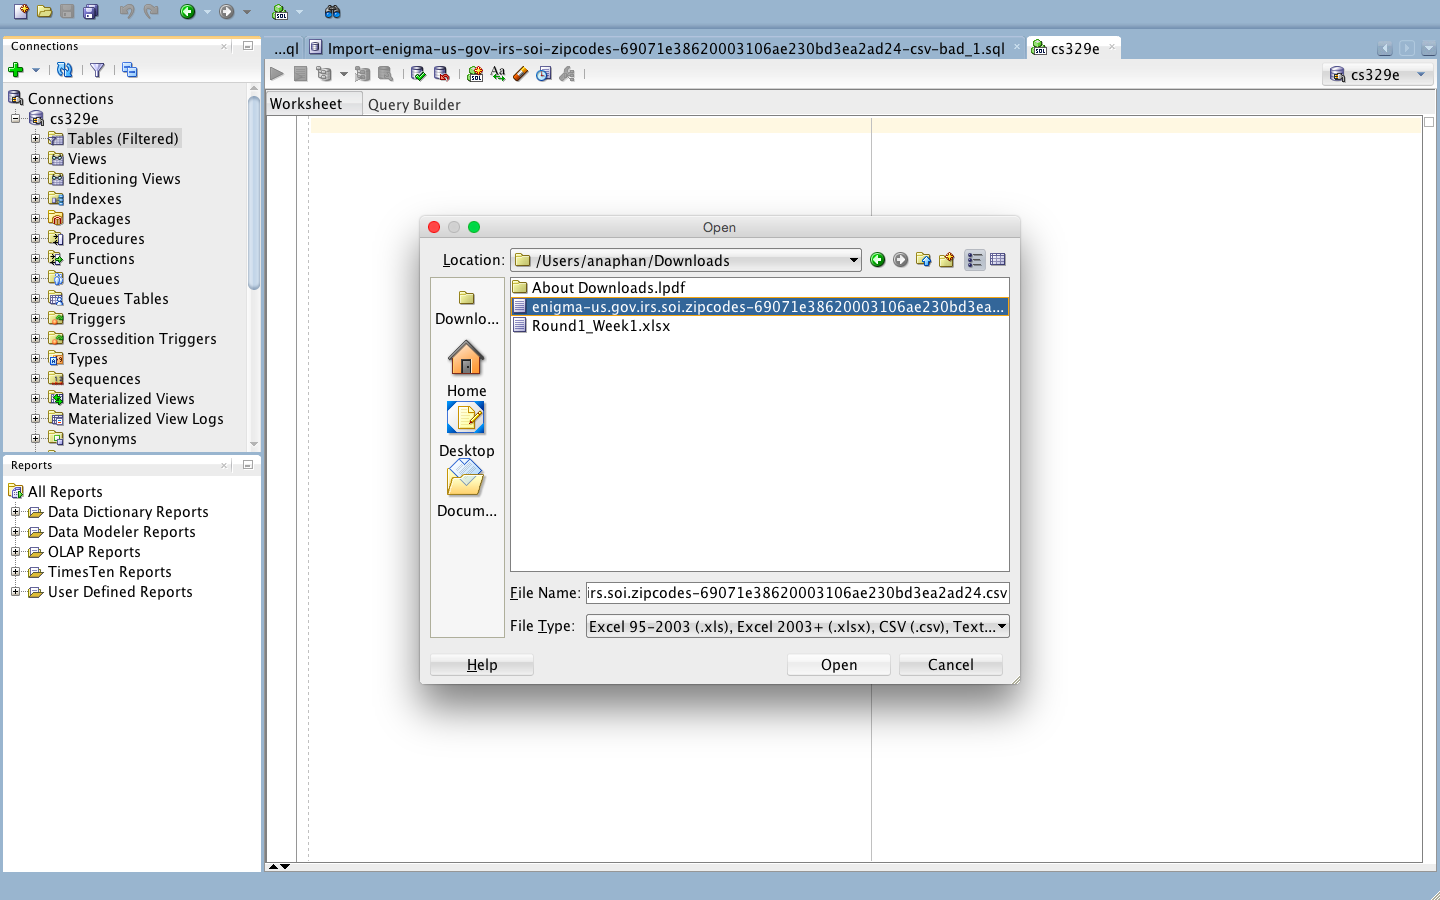 Connections
Connections
cs329e
Tables (Filtered)
Views
Editioning Views
Indexes
Packages
Procedures
Functions
Queues
Queues Tables
Triggers
Crossedition Triggers
Types
Sequences
Materialized Views
Materialized View Logs
Synonyms
Reports
All Reports
Data Dictionary Reports
Data Modeler Reports
OLAP Reports
TimesTen Reports
User Defined Reports
...ql
Import-enigma-us-gov-irs-soi-zipcodes-69071e38620003106ae230bd3ea2ad24-csv-bad_1.sql
cs329e
cs329e
Worksheet
Query Builder
Open
Location:
/Users/anaphan/Downloads
Downlo...
Home
Desktop
Docum...
About Downloads.lpdf
enigma-us.gov.irs.soi.zipcodes-69071e38620003106ae230bd3ea...
Round1_Week1.xlsx
File Name:
irs.soi.zipcodes-69071e38620003106ae230bd3ea2ad24.csv
File Type:
Excel 95-2003 (.xls), Excel 2003+ (.xlsx), CSV (.csv), Text...
Help
Open
Cancel